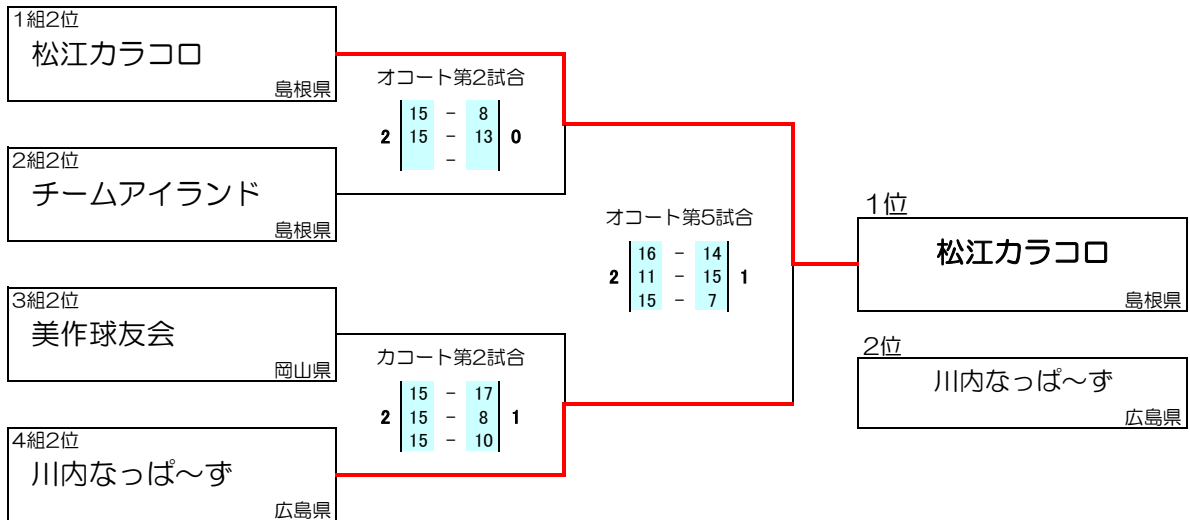 1組2位
松江カラコロ
島根県
オコート第2試合
15 - 8
2 15 - 13 0
-
2組2位
チームアイランド
島根県
オコート第5試合
16 - 14
2 11 - 15 1
15 - 7
1位
松江カラコロ
島根県
3組2位
美作球友会
岡山県
カコート第2試合
15 - 17
2 15 - 8 1
15 - 10
2位
川内なっぱ～ず
広島県
4組2位
川内なっぱ～ず
広島県